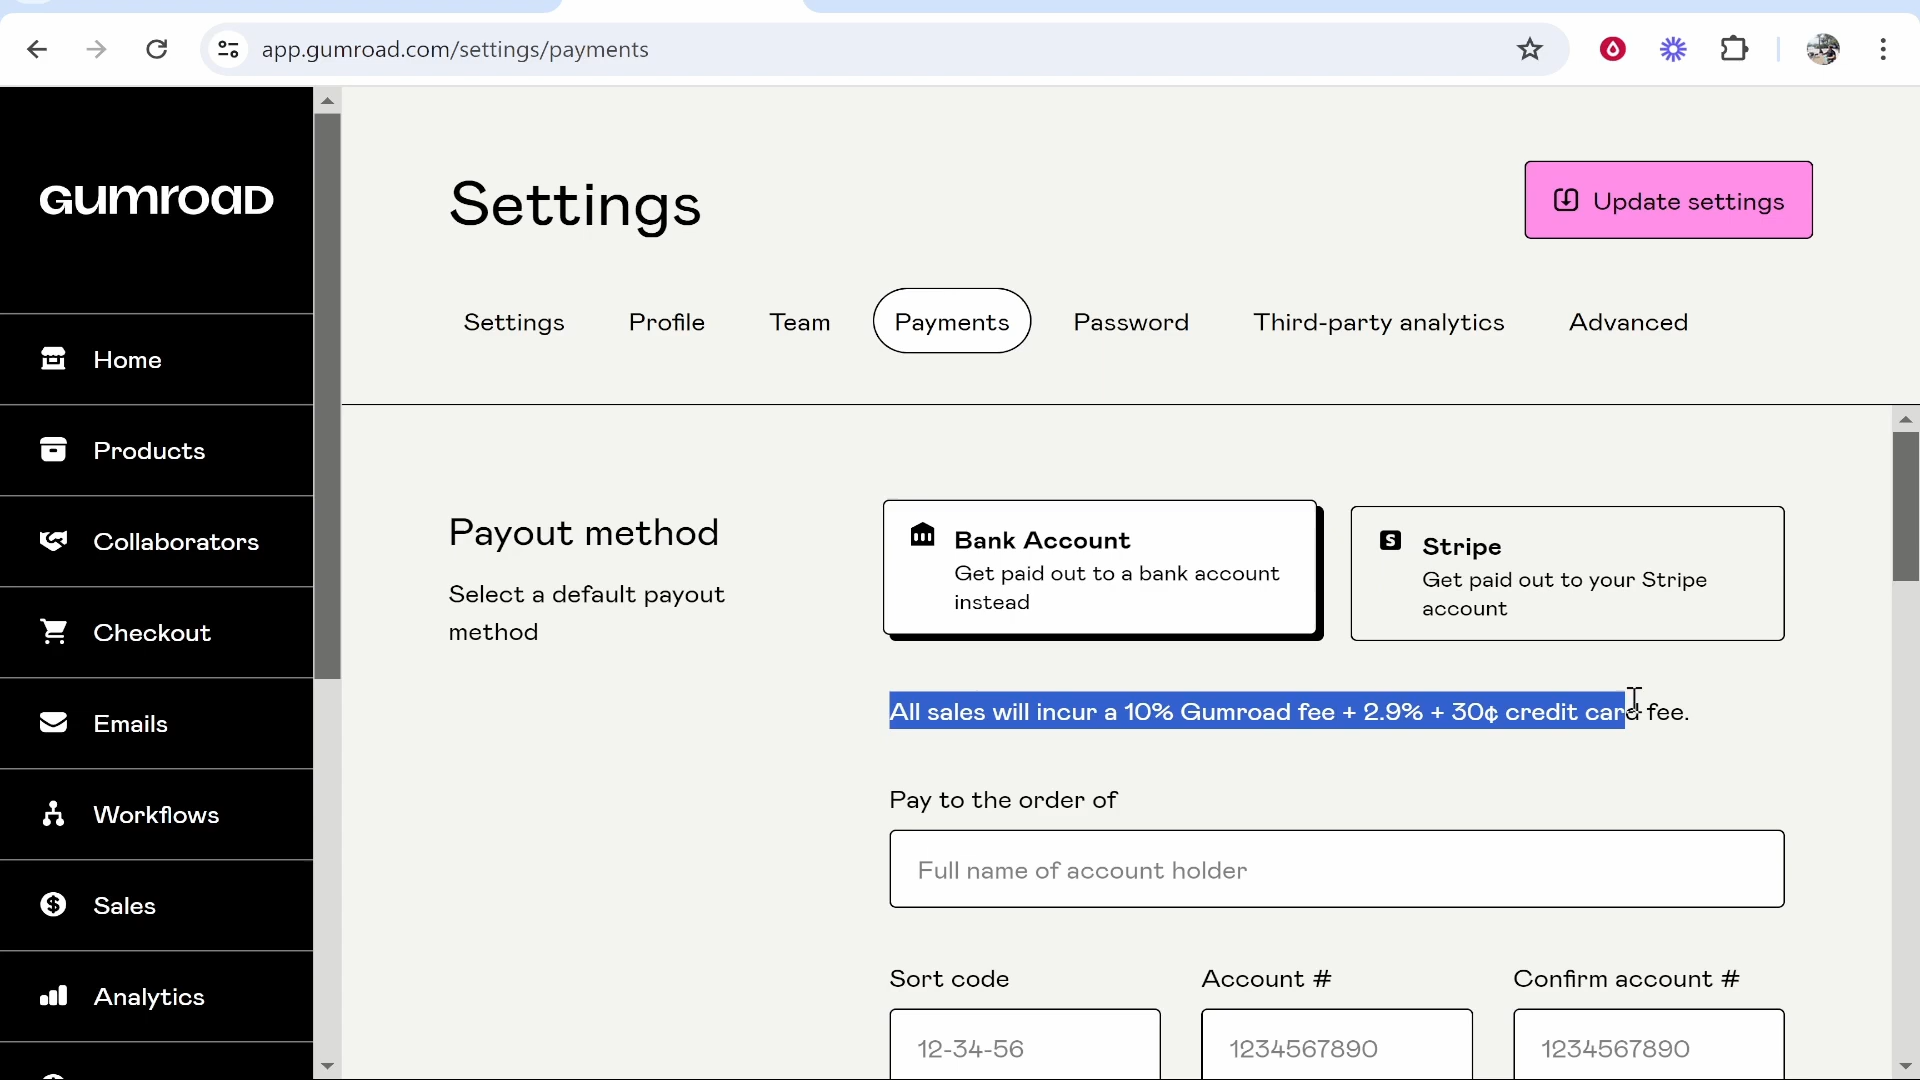 app.gumroad.com/settings/payments
GUMROAD
Home
Products
Collaborators
Checkout
Emails
Workflows
Sales
Analytics
Settings
Update settings
Settings Profile Team Payments Password Third-party analytics Advanced
Payout method
Select a default payout
method
Bank Account
Get paid out to a bank account
instead
S
Stripe
Get paid out to your Stripe
account
All sales will incur a 10% Gumroad fee + 2.9% + 30¢ credit card fee.
Pay to the order of
Full name of account holder
Sort code Account # Confirm account #
12-34-56 1234567890 1234567890